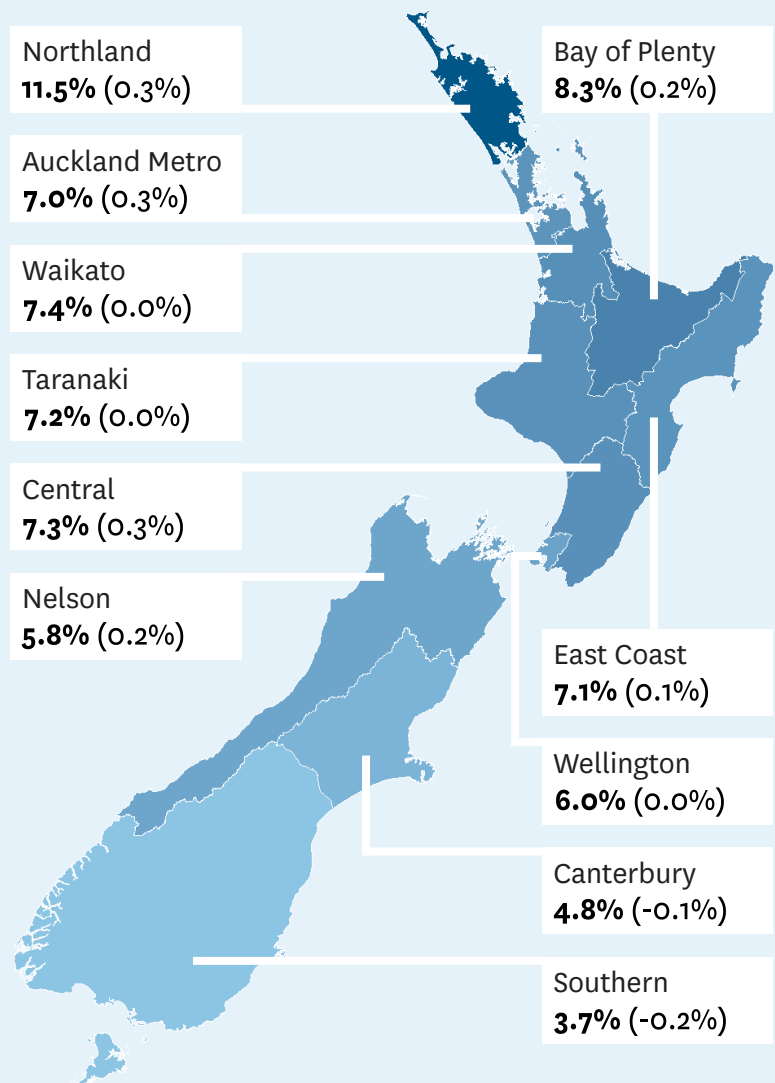 Northland
11.5% (0.3%)
Auckland Metro
7.0% (0.3%)
Waikato
7.4% (0.0%)
Taranaki
7.2% (0.0%)
Central
7.3% (0.3%)
Nelson
5.8% (0.2%)
Bay of Plenty
8.3% (0.2%)
East Coast
7.1% (0.1%)
Wellington
6.0% (0.0%)
Canterbury
4.8% (-0.1%)
Southern
3.7% (-0.2%)